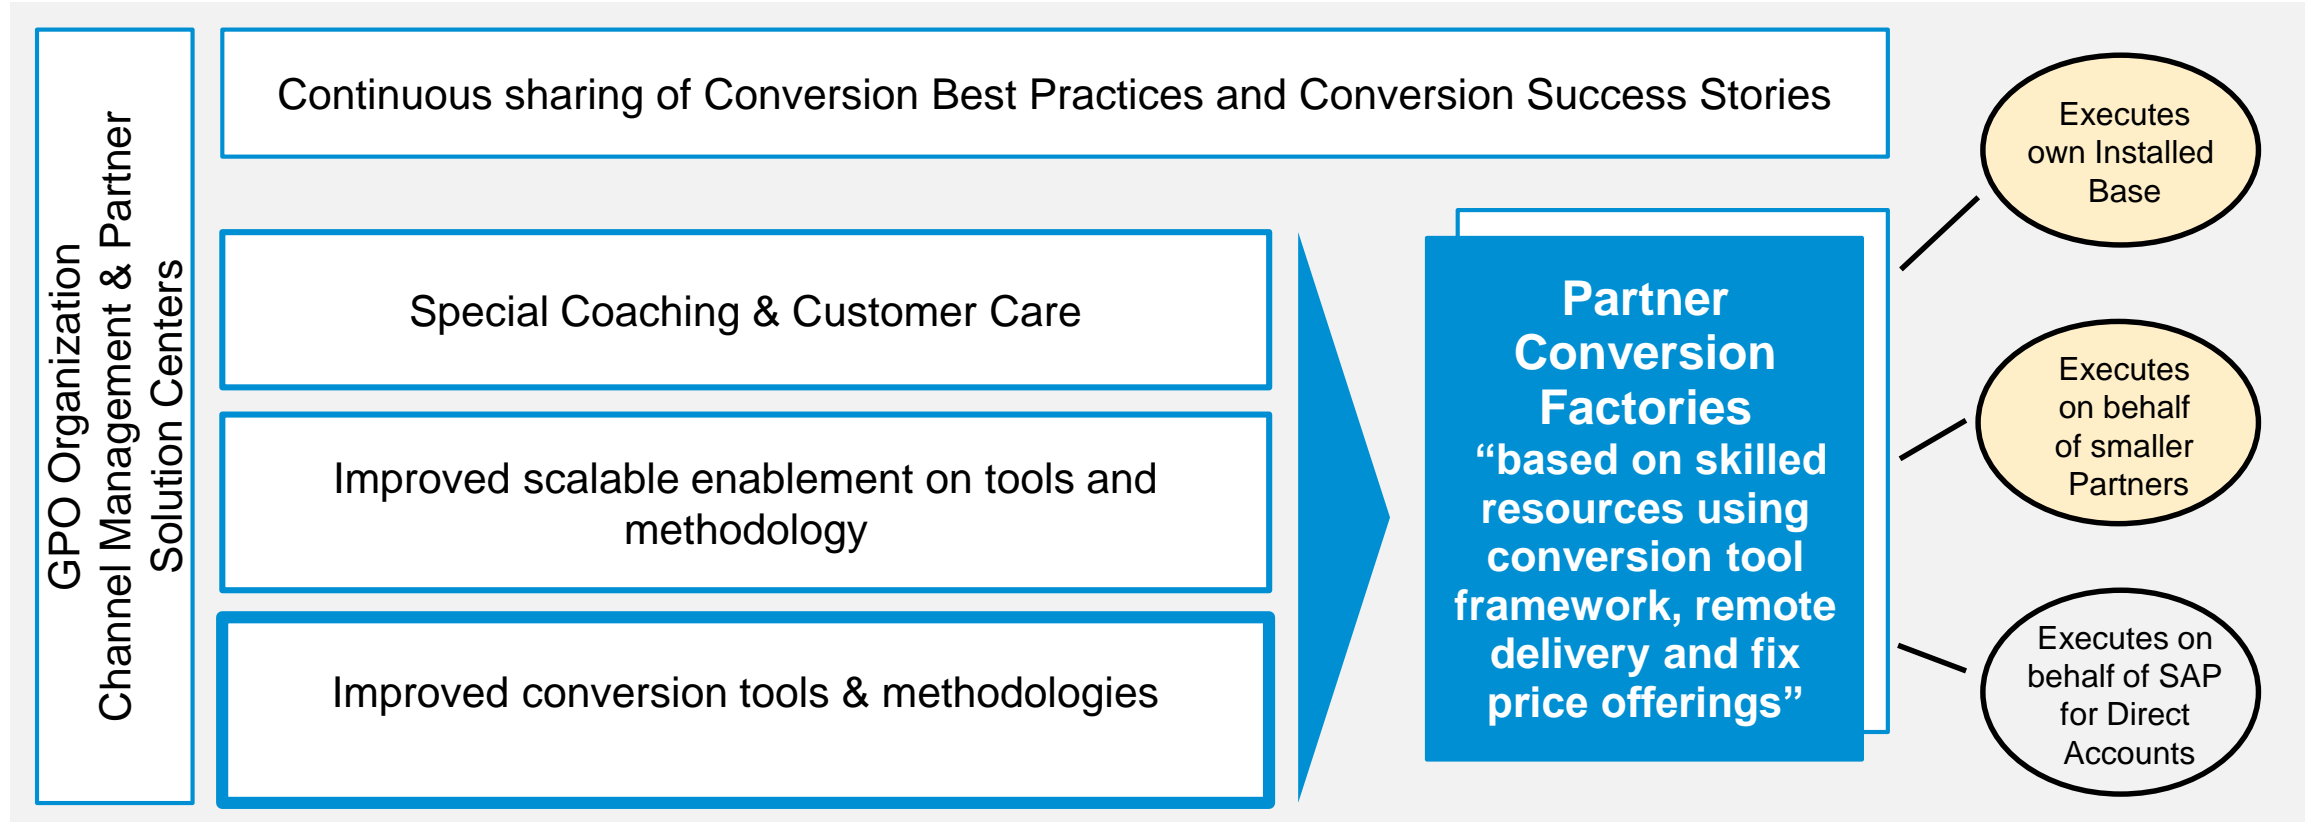 GPO Organization
Channel Management & Partner
Solution Centers
Continuous sharing of Conversion Best Practices and Conversion Success Stories
Special Coaching & Customer Care
Improved scalable enablement on tools and
methodology
Improved conversion tools & methodologies
Partner
Conversion
Factories
“based on skilled
resources using
conversion tool
framework, remote
delivery and fix
price offerings”
Executes
own Installed
Base
Executes
on behalf
of smaller
Partners
Executes on
behalf of SAP
for Direct
Accounts